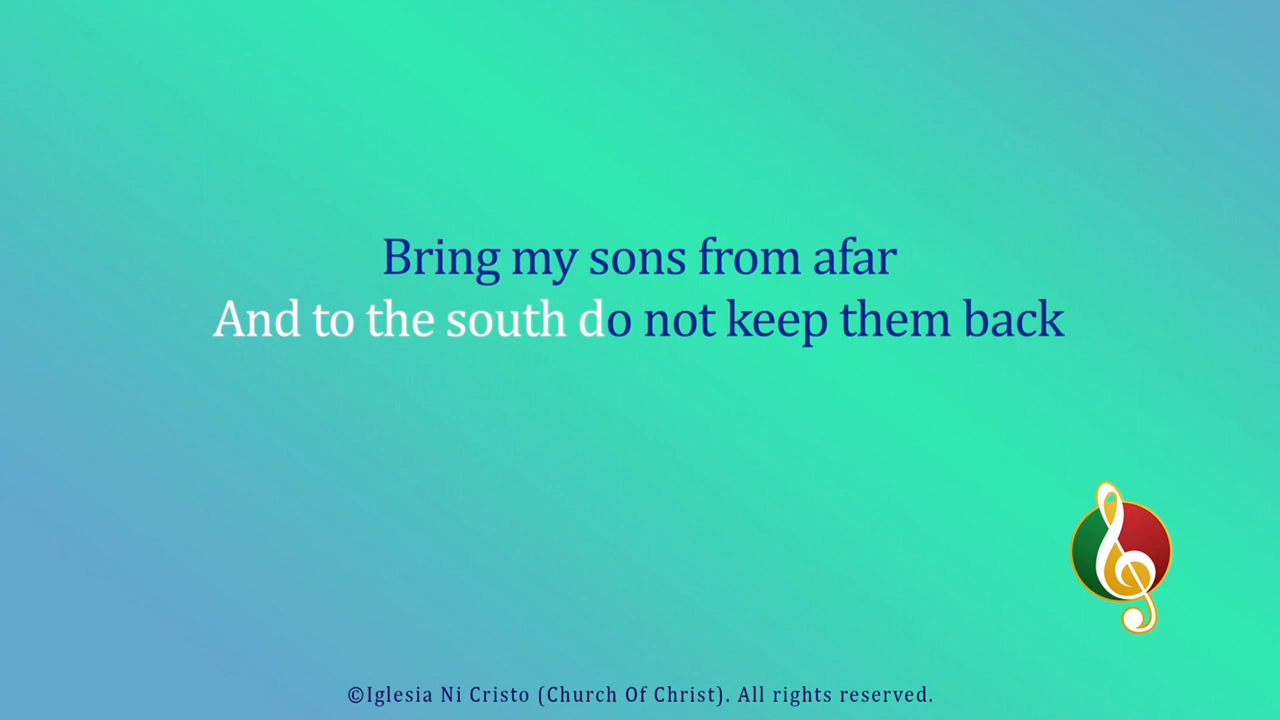 Bring my sons from afar
And to the south do not keep them back
©Iglesia Ni Cristo (Church Of Christ). All rights reserved.